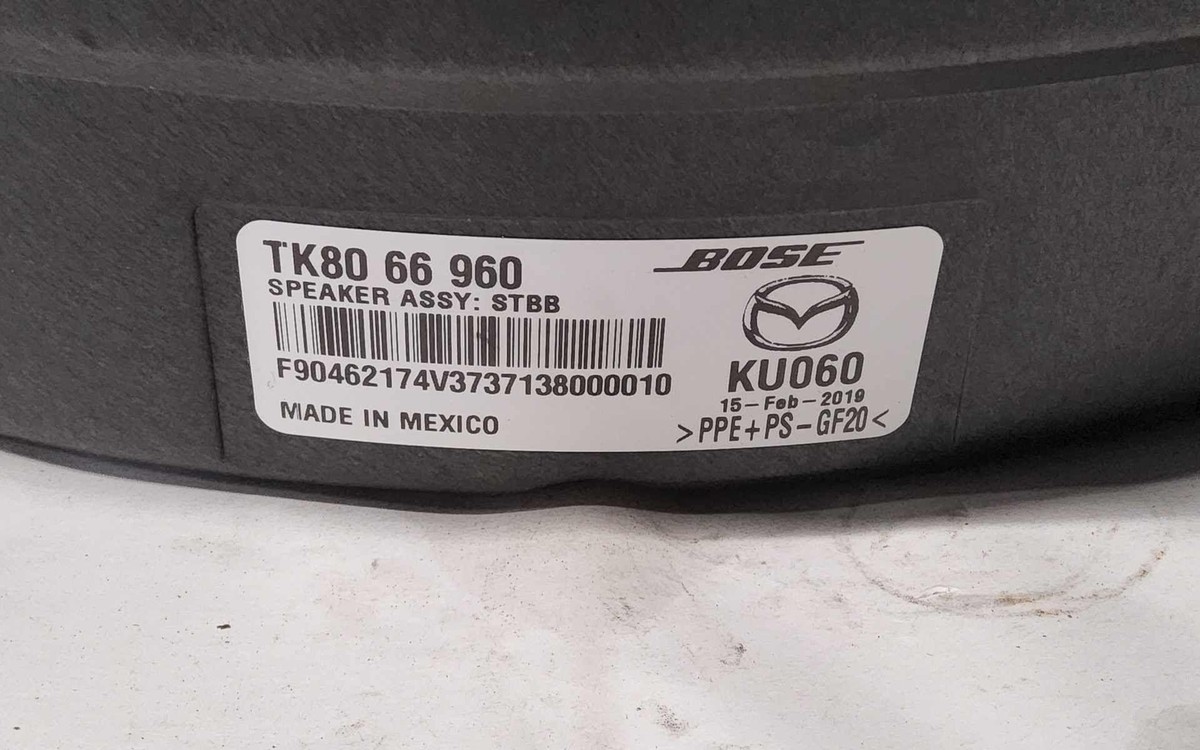 TK80 66 960
BOSE
SPEAKER ASSY: STBB
F90462174V3737138000010
KU060
15-Feb-2019
MADE IN MEXICO
>PPE+PS-GF20<